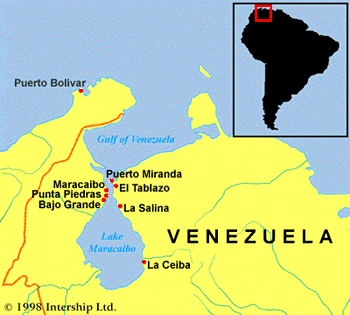 Puerto Bolivar
Gulf of Venezuela
Puerto Miranda
Maracaibo
El Tablazo
Punta Piedras
Bajo Grande
La Salina
Lake
Maracaibo
VENEZUELA
La Ceiba
© 1998 Intership Ltd.